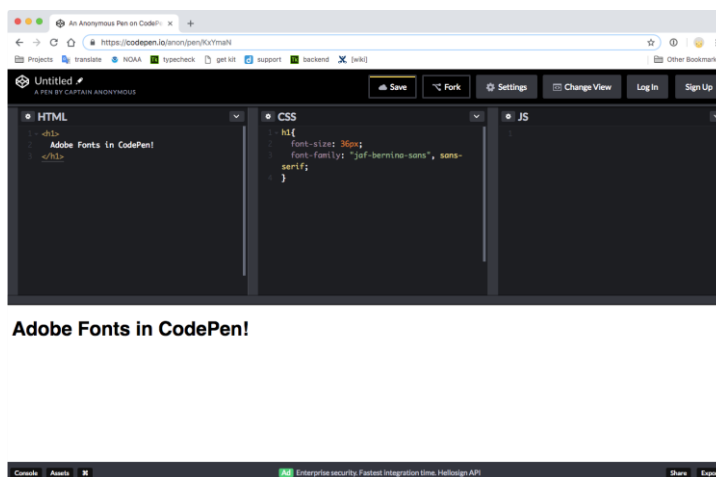 An Anonymous Pen on CodePe
https://codepen.io/anon/pen/KxYmaN
Projects translate NOAA typecheck get kit support backend [wiki] Other Bookmark
Untitled
A PEN BY CAPTAIN ANONYMOUS
Save Fork Settings Change View Log In Sign Up
HTML
1 <h1>
2 Adobe Fonts in CodePen!
3 </h1>
CSS
1 h1{
2 font-size: 36px;
3 font-family: "jaf-bernina-sans", sans-
serif;
4 }
JS
1
Adobe Fonts in CodePen!
Console Assets ⌘
Ad Enterprise security. Fastest integration time. Hellosign API
Share Expo